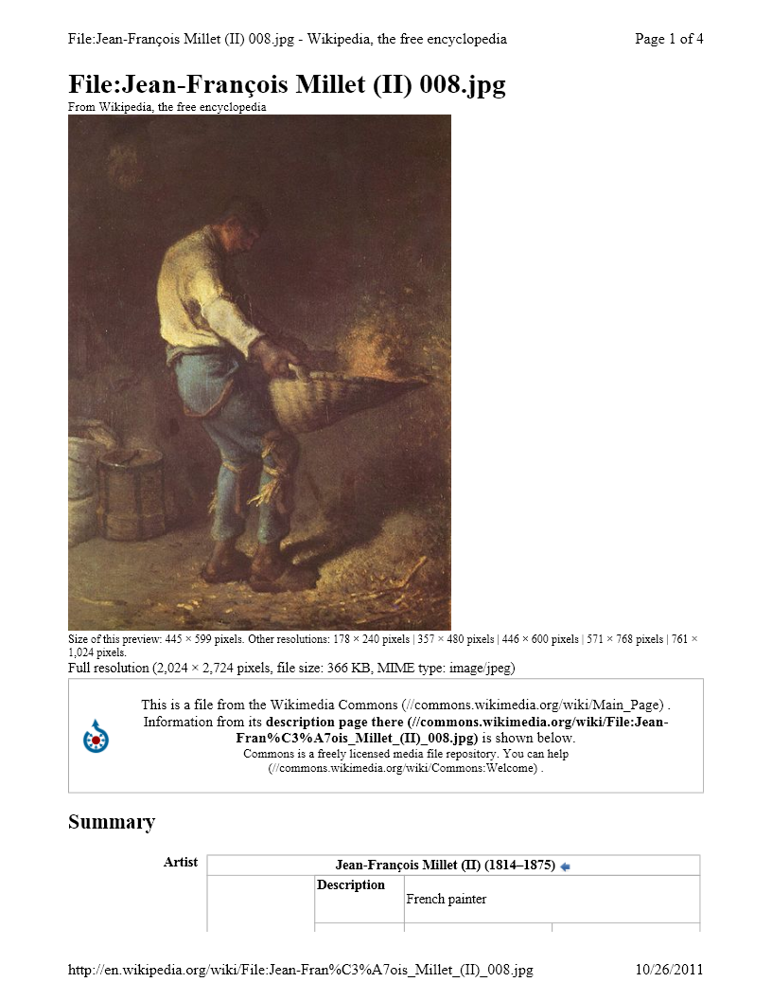 File:Jean-François Millet (II) 008.jpg - Wikipedia, the free encyclopedia Page 1 of 4
File:Jean-François Millet (II) 008.jpg
From Wikipedia, the free encyclopedia
Size of this preview: 445 × 599 pixels. Other resolutions: 178 × 240 pixels | 357 × 480 pixels | 446 × 600 pixels | 571 × 768 pixels | 761 ×
1,024 pixels.
Full resolution (2,024 × 2,724 pixels, file size: 366 KB, MIME type: image/jpeg)
This is a file from the Wikimedia Commons (//commons.wikimedia.org/wiki/Main_Page) .
Information from its description page there (//commons.wikimedia.org/wiki/File:Jean-
Fran%C3%A7ois_Millet_(II)_008.jpg) is shown below.
Commons is a freely licensed media file repository. You can help
(//commons.wikimedia.org/wiki/Commons:Welcome) .
Summary
Artist Jean-François Millet (II) (1814–1875)
Description
French painter
http://en.wikipedia.org/wiki/File:Jean-Fran%C3%A7ois_Millet_(II)_008.jpg 10/26/2011